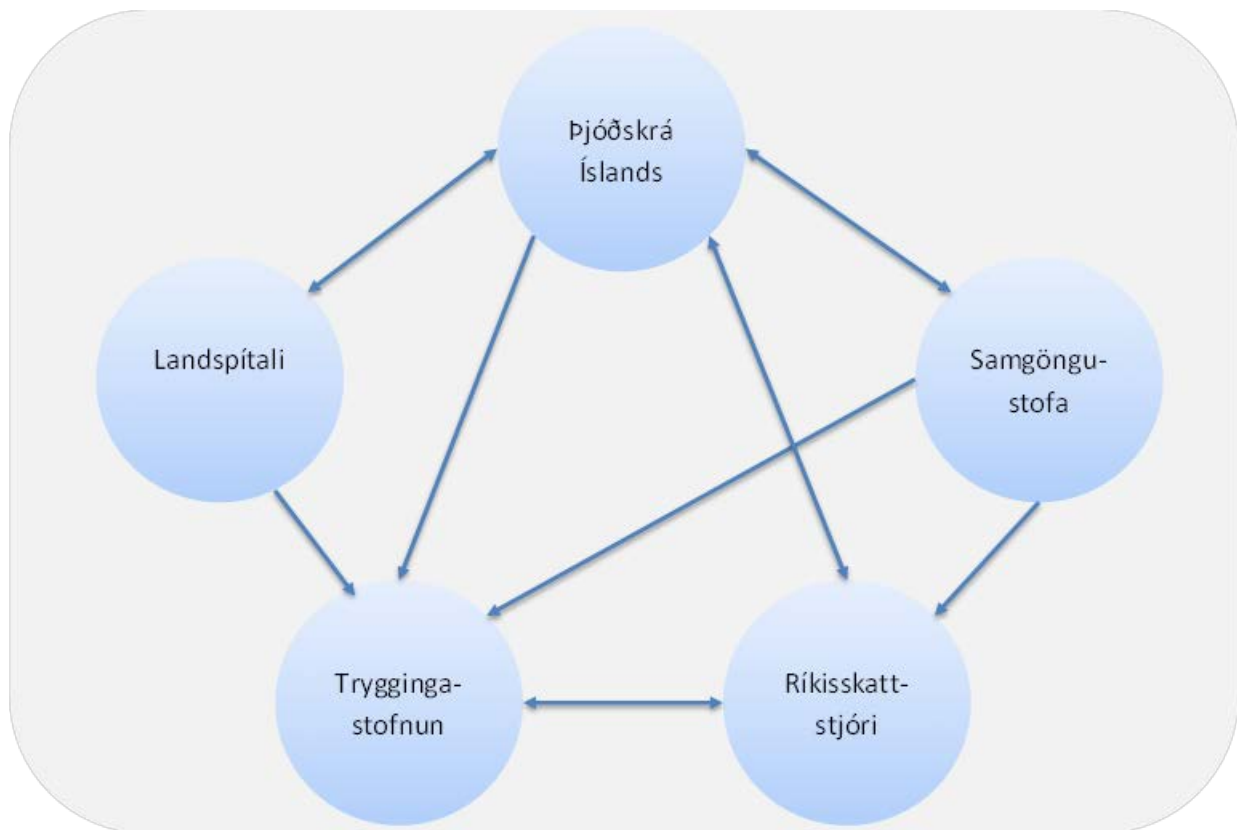 Þjóðskrá
Íslands
Landspítali
Samgöngu-
stofa
Trygginga-
stofnun
Ríkisskatt-
stjóri